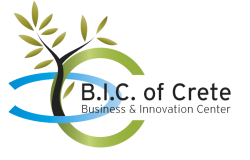 B.I.C. of Crete
Business & Innovation Center